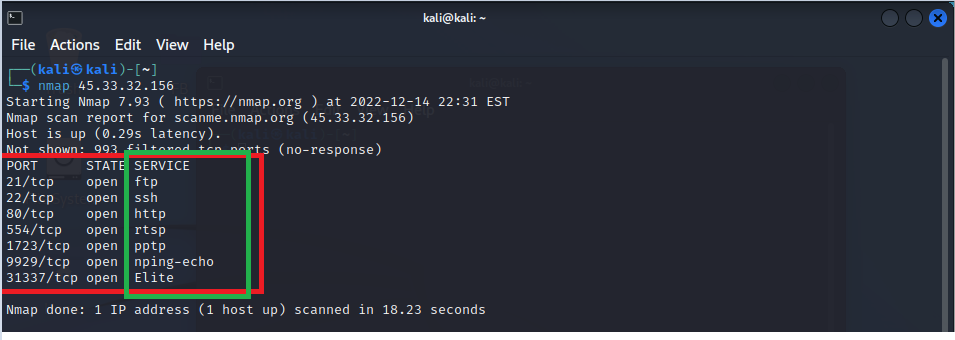 kali@kali: ~
File Actions Edit View Help
┌──(kali㉿kali)-[~]
└─$ nmap 45.33.32.156
Starting Nmap 7.93 ( https://nmap.org ) at 2022-12-14 22:31 EST
Nmap scan report for scanme.nmap.org (45.33.32.156)
Host is up (0.29s latency).
Not shown: 993 filtered tcp ports (no-response)
PORT STATE SERVICE
21/tcp open ftp
22/tcp open ssh
80/tcp open http
554/tcp open rtsp
1723/tcp open pptp
9929/tcp open nping-echo
31337/tcp open Elite
Nmap done: 1 IP address (1 host up) scanned in 18.23 seconds